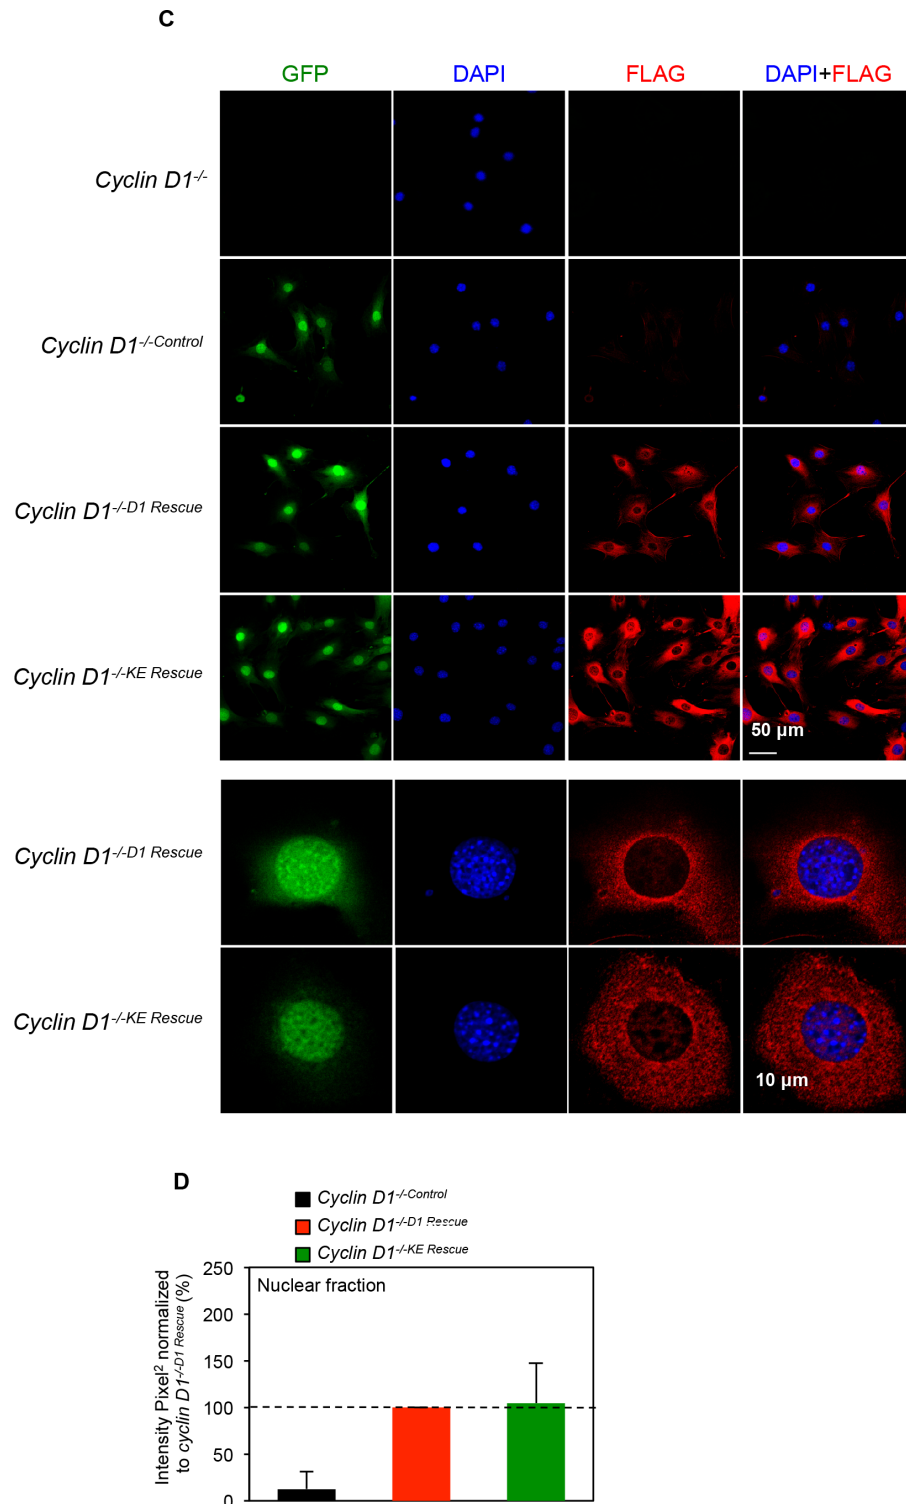 C
GFP DAPI FLAG DAPI+FLAG
Cyclin D1-/-
Cyclin D1-/-Control
Cyclin D1-/-D1 Rescue
Cyclin D1-/-KE Rescue
50 µm
Cyclin D1-/-D1 Rescue
Cyclin D1-/-KE Rescue
10 µm
D
Cyclin D1-/-Control
Cyclin D1-/-D1 Rescue
Cyclin D1-/-KE Rescue
Intensity Pixel2 normalized
to cyclin D1-/-D1 Rescue (%)
250
Nuclear fraction
200
150
100
50
0